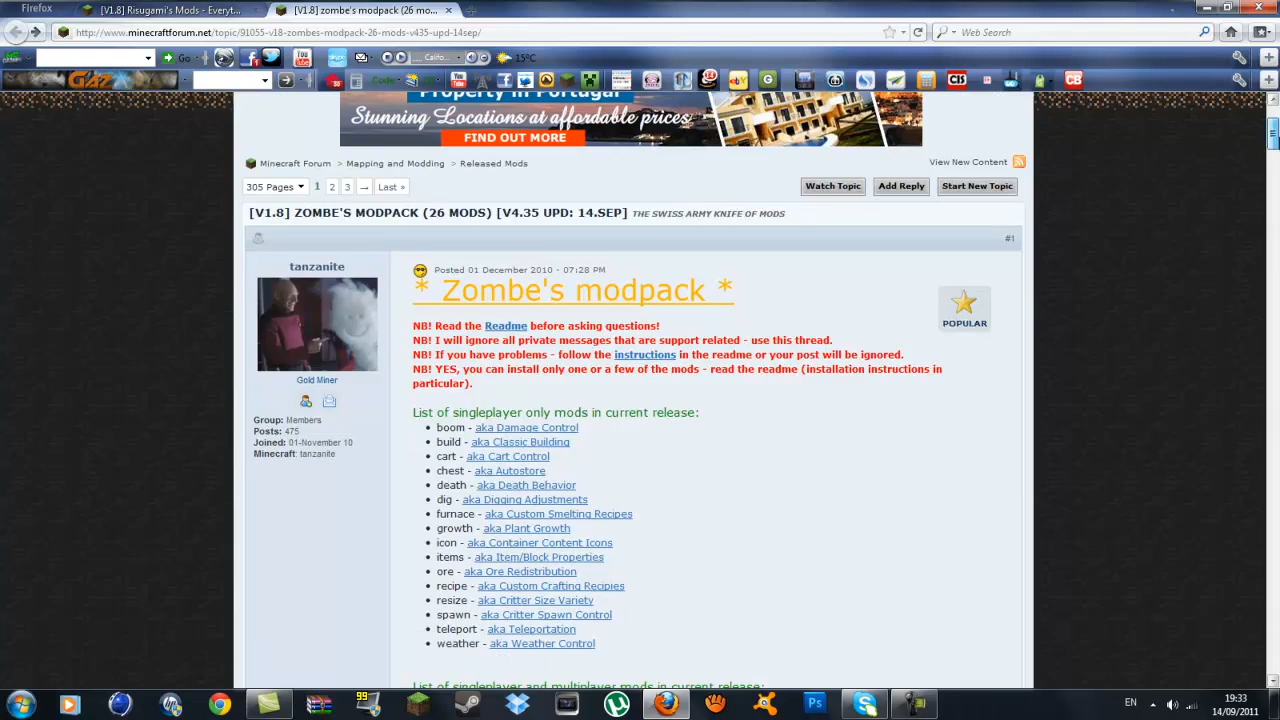 Firefox
[V1.8] Risugami's Mods - Everyt...
[V1.8] zombe's modpack (26 mo...
http://www.minecraftforum.net/topic/91055-v18-zombes-modpack-26-mods-v435-upd-14sep/
Web Search
Go
Califo...
15ºC
Property in Portugal
Stunning Locations at affordable prices
FIND OUT MORE
Minecraft Forum > Mapping and Modding > Released Mods
View New Content
305 Pages 1 2 3 → Last »
Watch Topic Add Reply Start New Topic
[V1.8] ZOMBE'S MODPACK (26 MODS) [V4.35 UPD: 14.SEP] THE SWISS ARMY KNIFE OF MODS
#1
tanzanite
Gold Miner
Group: Members
Posts: 475
Joined: 01-November 10
Minecraft: tanzanite
Posted 01 December 2010 - 07:28 PM
* Zombe's modpack *
POPULAR
NB! Read the Readme before asking questions!
NB! I will ignore all private messages that are support related - use this thread.
NB! If you have problems - follow the instructions in the readme or your post will be ignored.
NB! YES, you can install only one or a few of the mods - read the readme (installation instructions in
particular).
List of singleplayer only mods in current release:
boom - aka Damage Control
build - aka Classic Building
cart - aka Cart Control
chest - aka Autostore
death - aka Death Behavior
dig - aka Digging Adjustments
furnace - aka Custom Smelting Recipes
growth - aka Plant Growth
icon - aka Container Content Icons
items - aka Item/Block Properties
ore - aka Ore Redistribution
recipe - aka Custom Crafting Recipies
resize - aka Critter Size Variety
spawn - aka Critter Spawn Control
teleport - aka Teleportation
weather - aka Weather Control
List of singleplayer and multiplayer mods in current release:
EN
19:33
14/09/2011